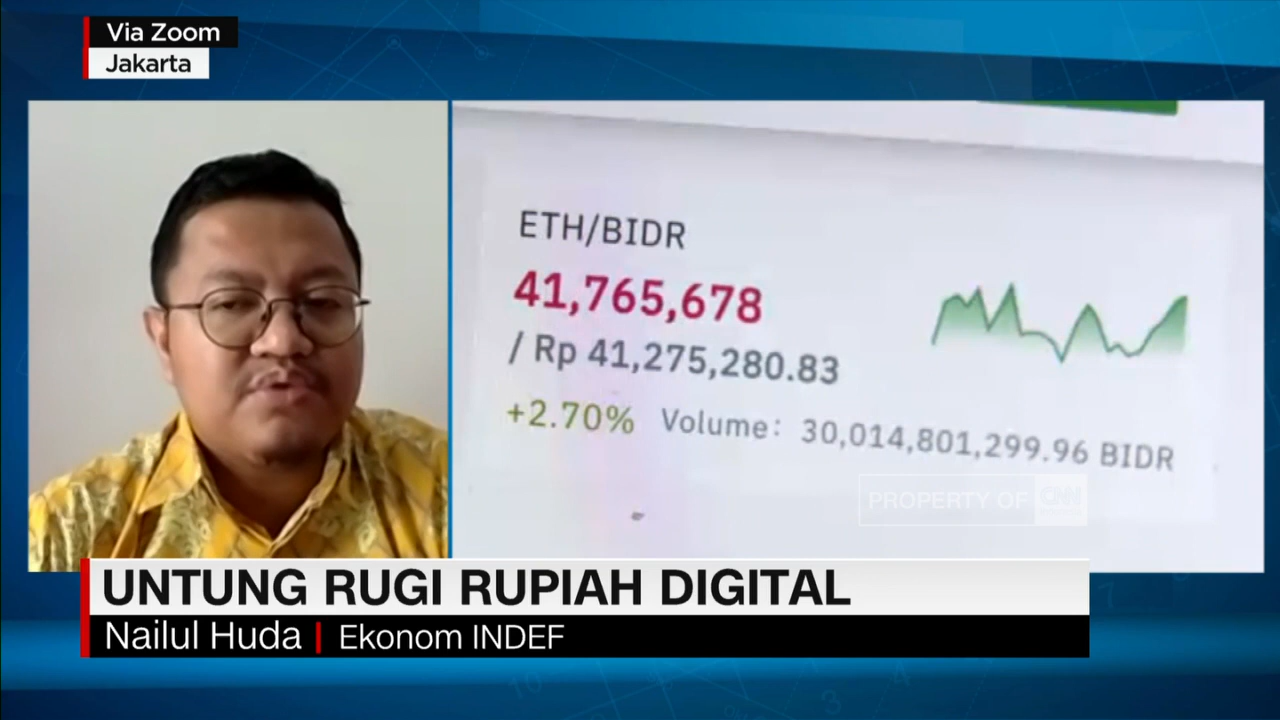 Via Zoom
Jakarta
ETH/BIDR
41,765,678
/ Rp 41,275,280.83
+2.70% Volume: 30,014,801,299.96 BIDR
PROPERTY OF CNN
UNTUNG RUGI RUPIAH DIGITAL
Nailul Huda | Ekonom INDEF